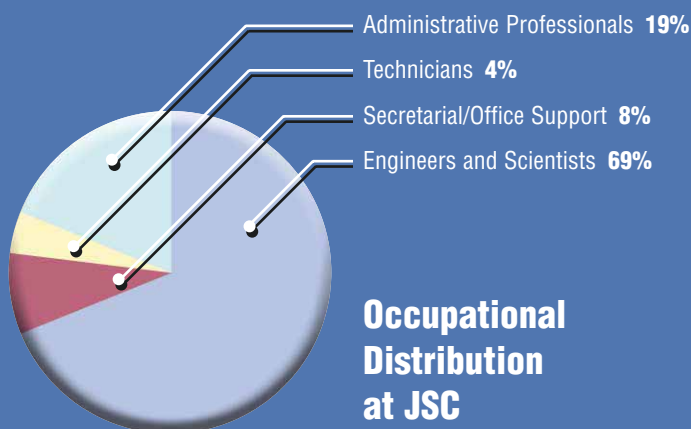 Administrative Professionals 19%
Technicians 4%
Secretarial/Office Support 8%
Engineers and Scientists 69%
Occupational
Distribution
at JSC